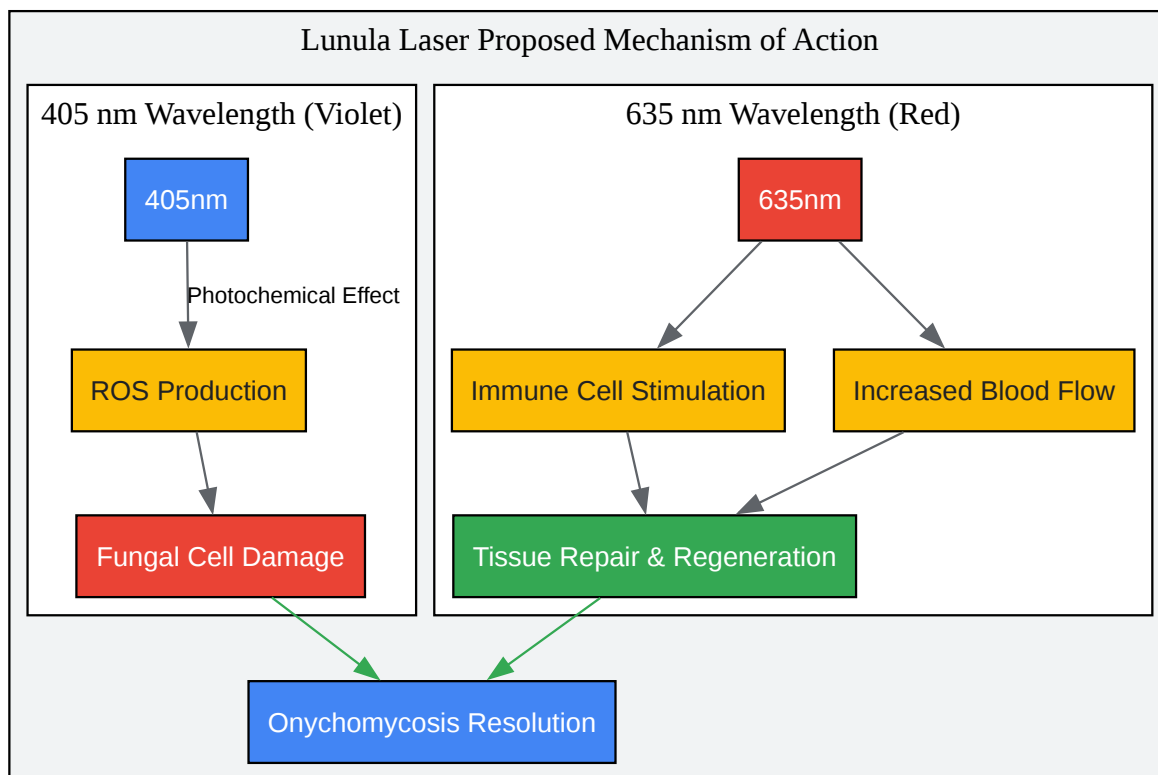 Lunula Laser Proposed Mechanism of Action
405 nm Wavelength (Violet)
635 nm Wavelength (Red)
405nm
635nm
Photochemical Effect
ROS Production
Immune Cell Stimulation
Increased Blood Flow
Fungal Cell Damage
Tissue Repair & Regeneration
Onychomycosis Resolution